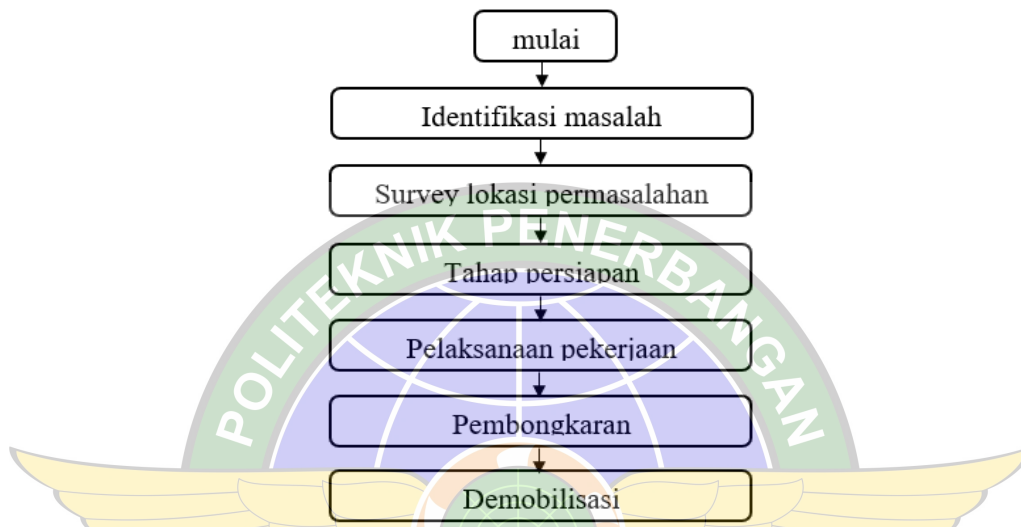 mulai
Identifikasi masalah
Survey lokasi permasalahan
POLITEKNIK PENERBANGAN
Tahap persiapan
Pelaksanaan pekerjaan
Pembongkaran
Demobilisasi